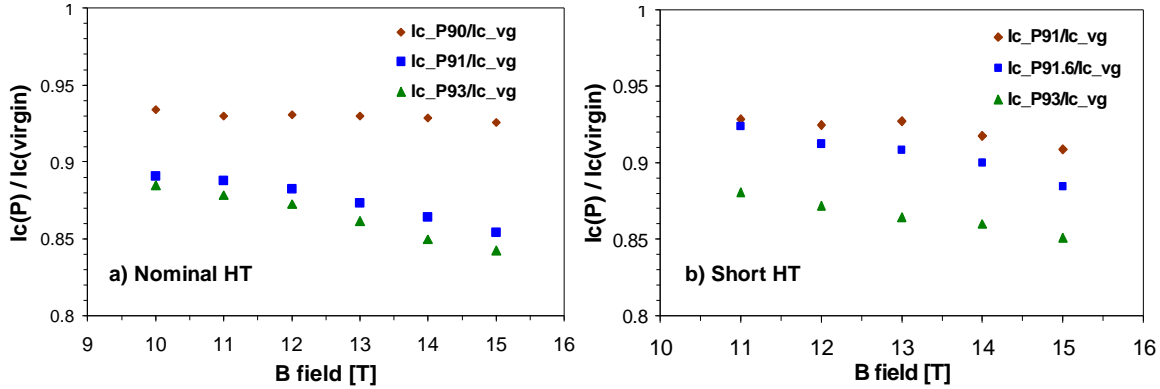 Ic(P) / Ic(virgin)
1
0.95
0.9
0.85
0.8
Ic_P90/Ic_vg
Ic_P91/Ic_vg
Ic_P93/Ic_vg
a) Nominal HT
9 10 11 12 13 14 15 16
B field [T]
Ic(P) / Ic(virgin)
1
0.95
0.9
0.85
0.8
Ic_P91/Ic_vg
Ic_P91.6/Ic_vg
Ic_P93/Ic_vg
b) Short HT
10 11 12 13 14 15 16
B field [T]